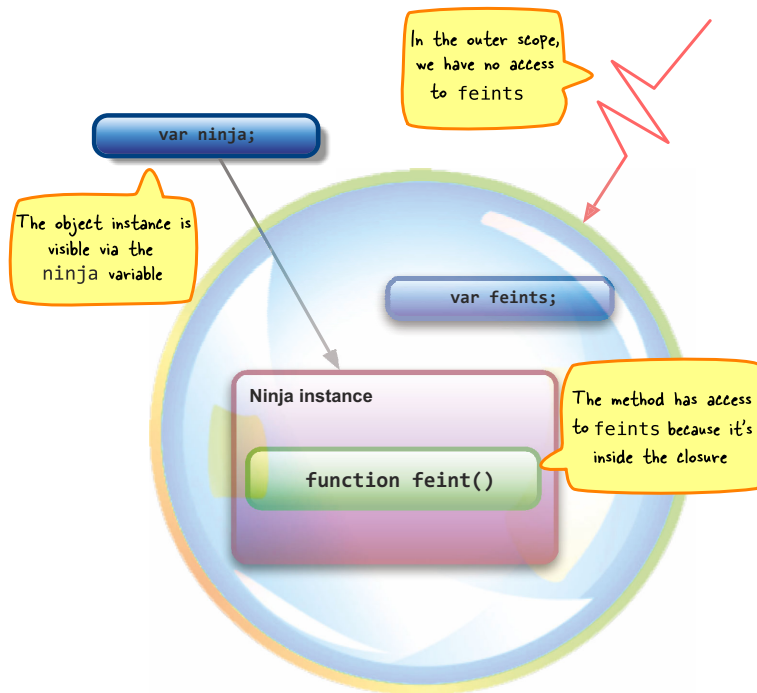 In the outer scope,
we have no access
to feints
var ninja;
The object instance is
visible via the
ninja variable
var feints;
Ninja instance
The method has access
to feints because it's
inside the closure
function feint()